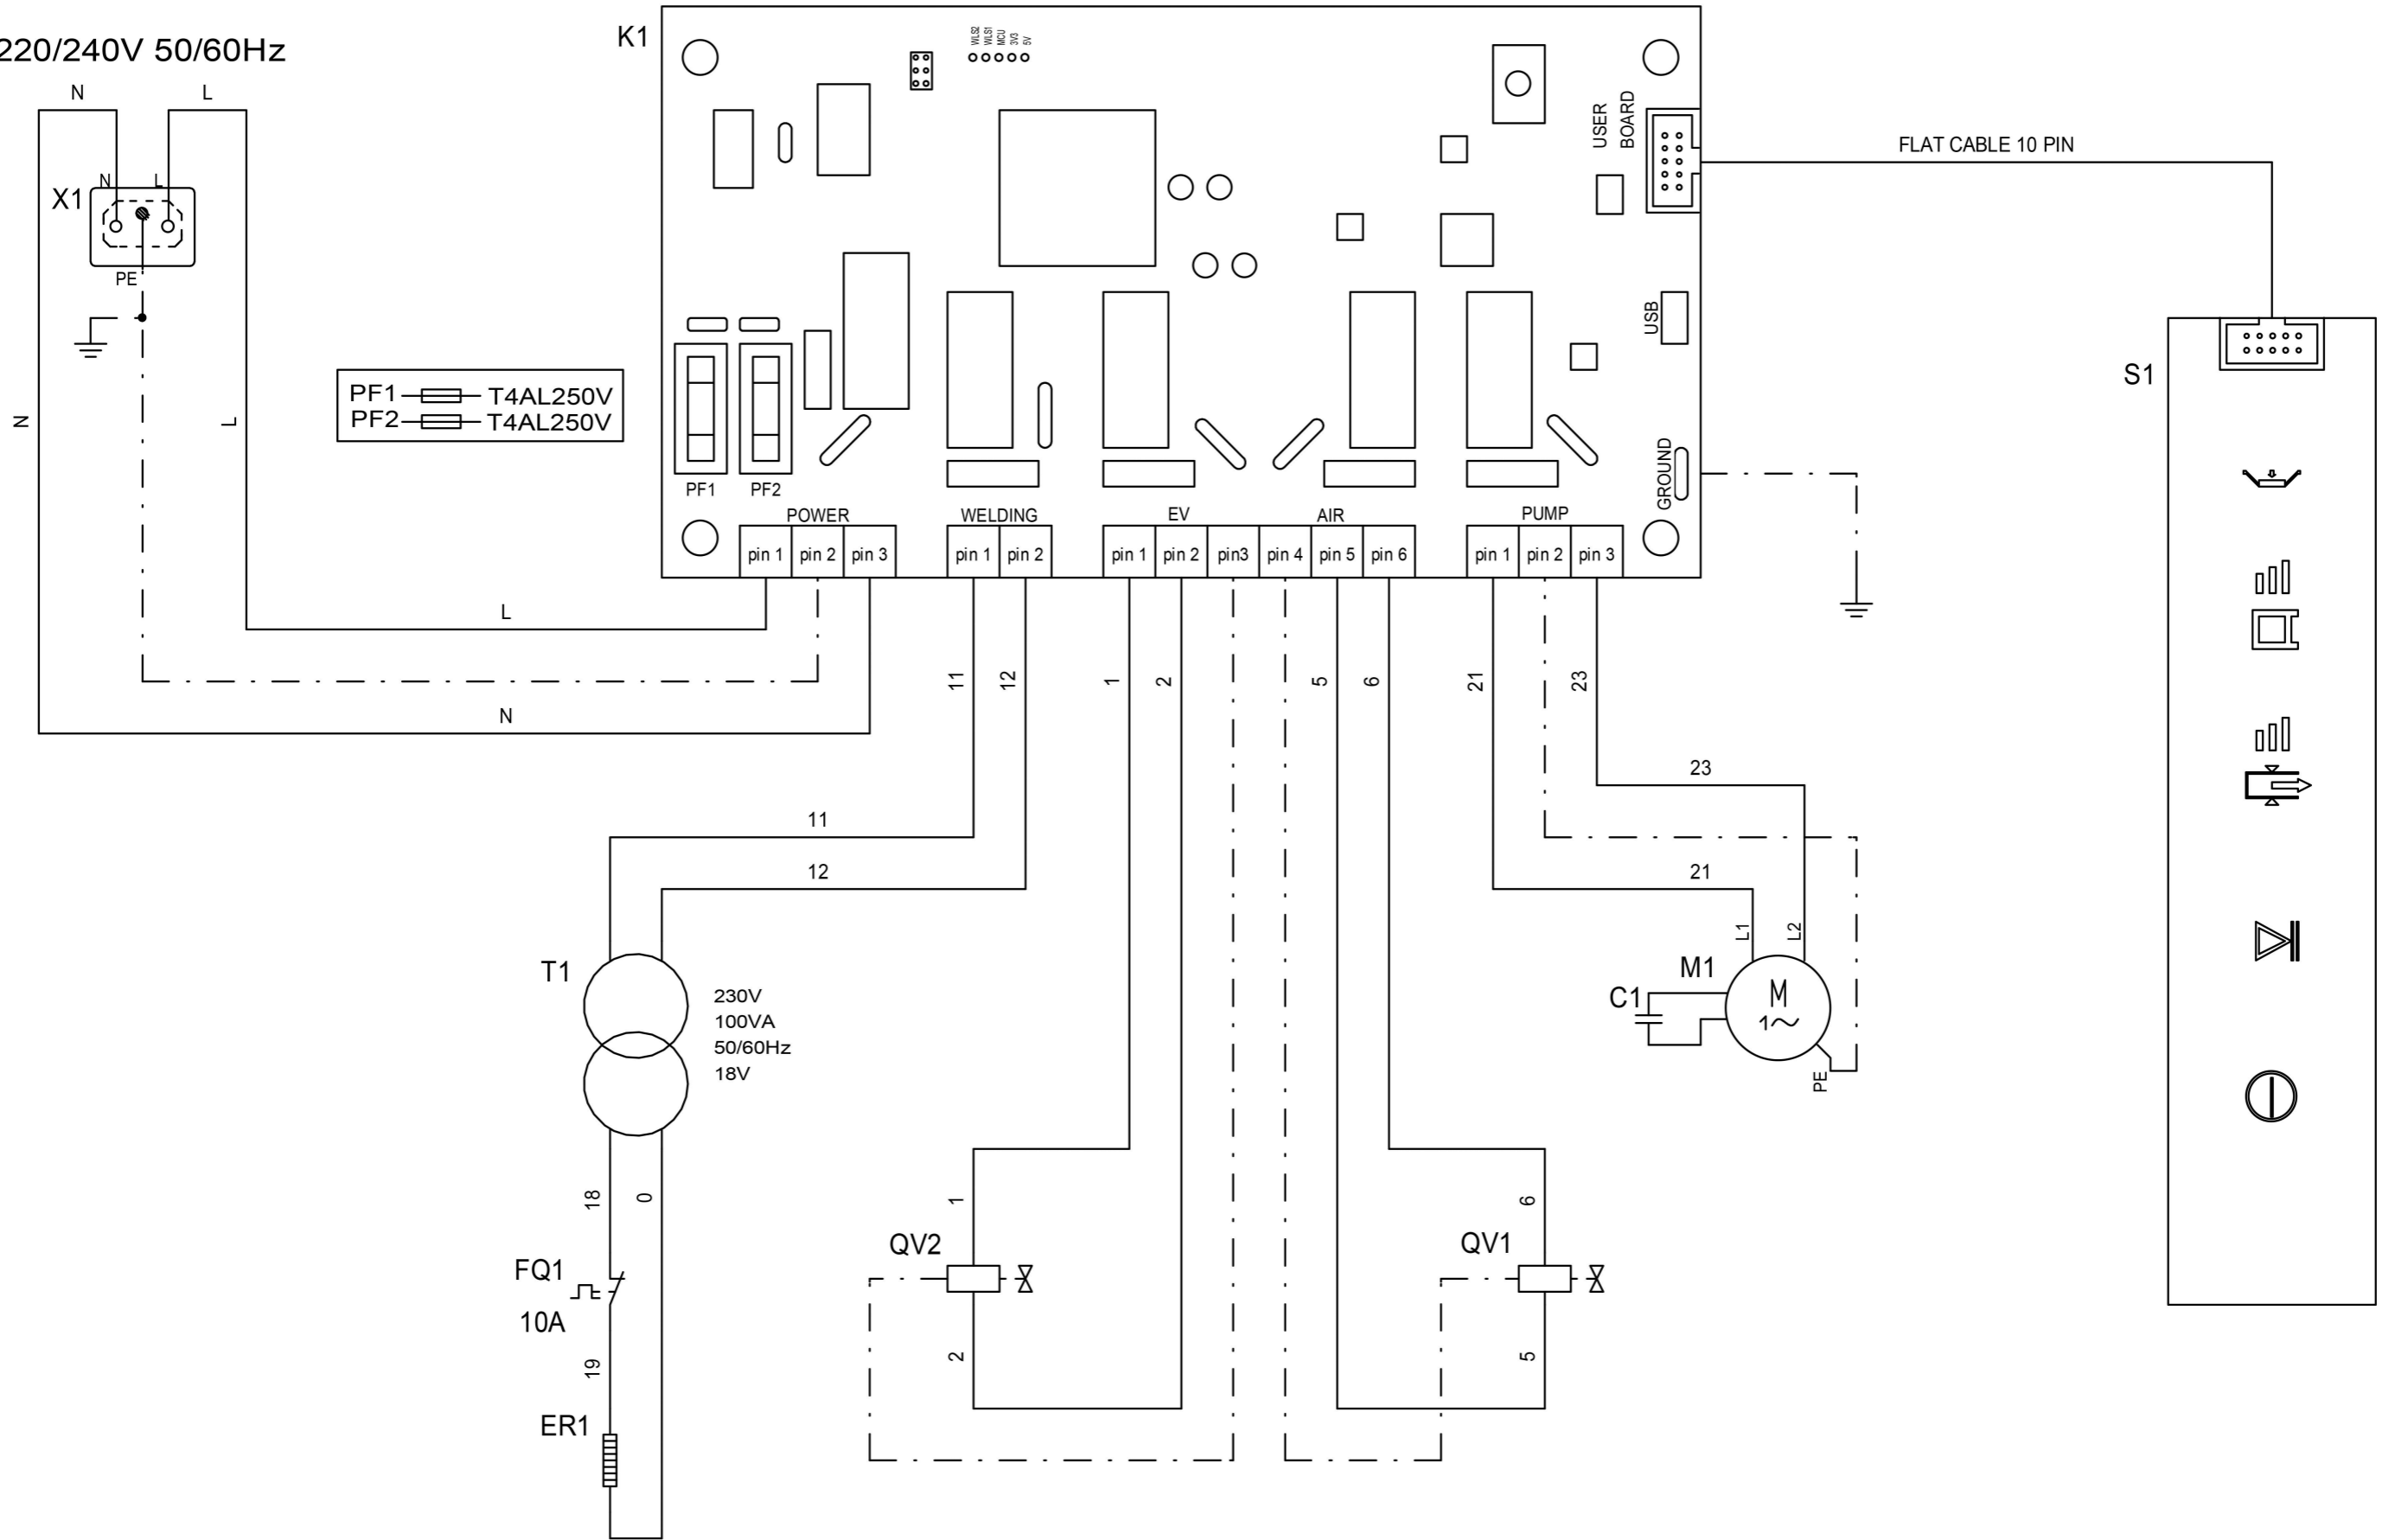 220/240V 50/60Hz
K1
WLS2
WLS1
MCU
3V3
5V
N
L
X1
N
L
PE
USER
BOARD
FLAT CABLE 10 PIN
USB
S1
PF1
T4AL250V
PF2
T4AL250V
N
L
PF1
PF2
GROUND
POWER
WELDING
EV
AIR
PUMP
pin 1
pin 2
pin 3
pin 1
pin 2
pin 1
pin 2
pin3
pin 4
pin 5
pin 6
pin 1
pin 2
pin 3
L
N
11
12
1
2
5
6
21
23
23
11
12
21
L1
L2
T1
230V
100VA
50/60Hz
18V
M1
C1
M
1~
PE
18
0
1
6
QV2
QV1
FQ1
10A
19
2
5
ER1